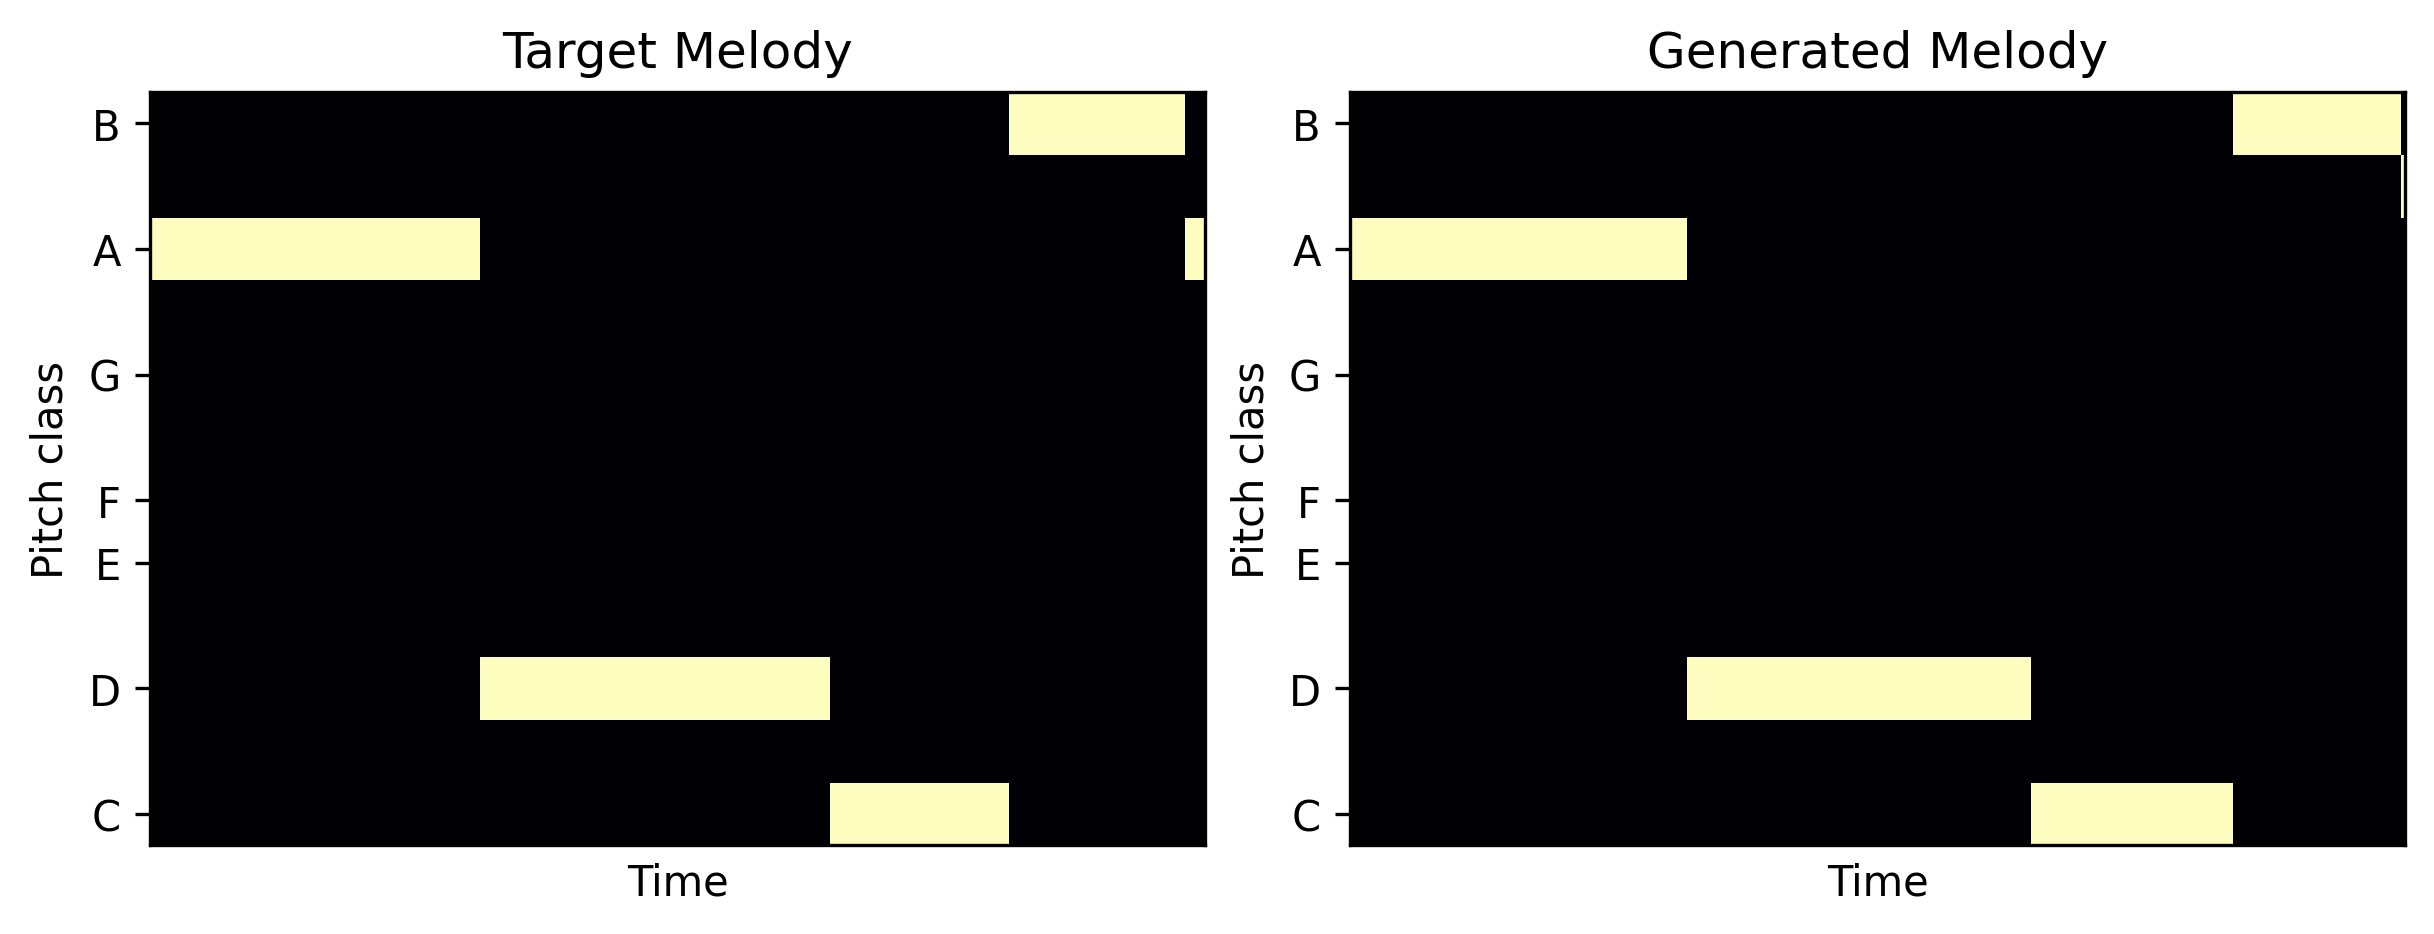 Target Melody
B
A
G
F
E
D
C
Pitch class
Time
Generated Melody
B
A
G
F
E
D
C
Pitch class
Time